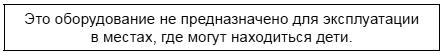 Это оборудование не предназначено для эксплуатации
в местах, где могут находиться дети.